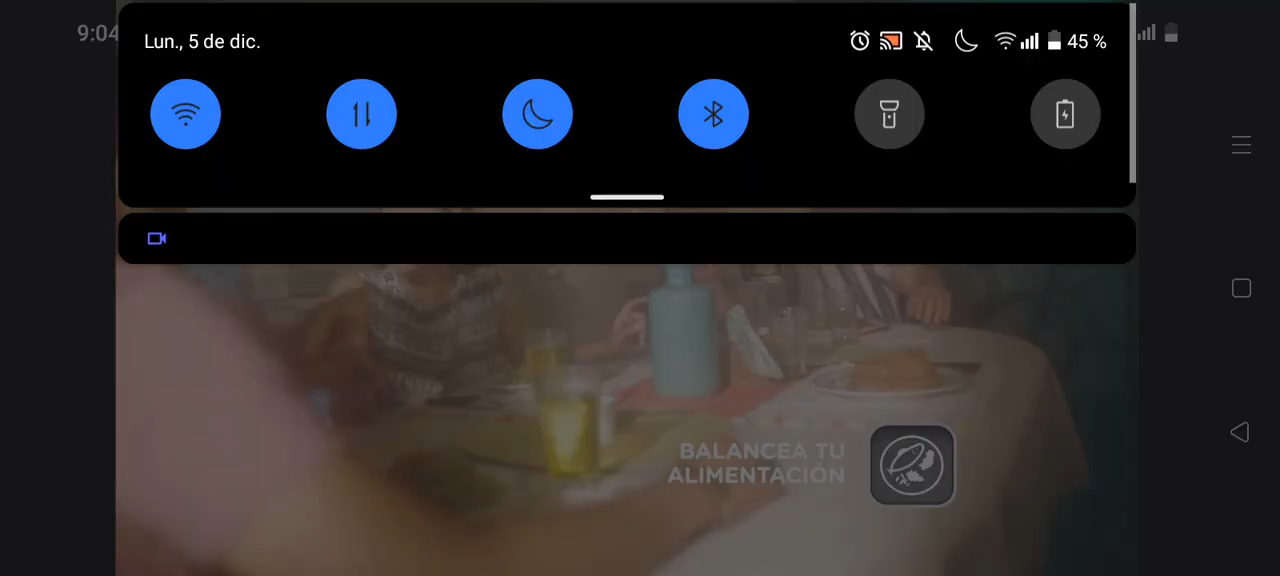 9:04
Lun., 5 de dic.
45 %
BALANCEA TU
ALIMENTACIÓN